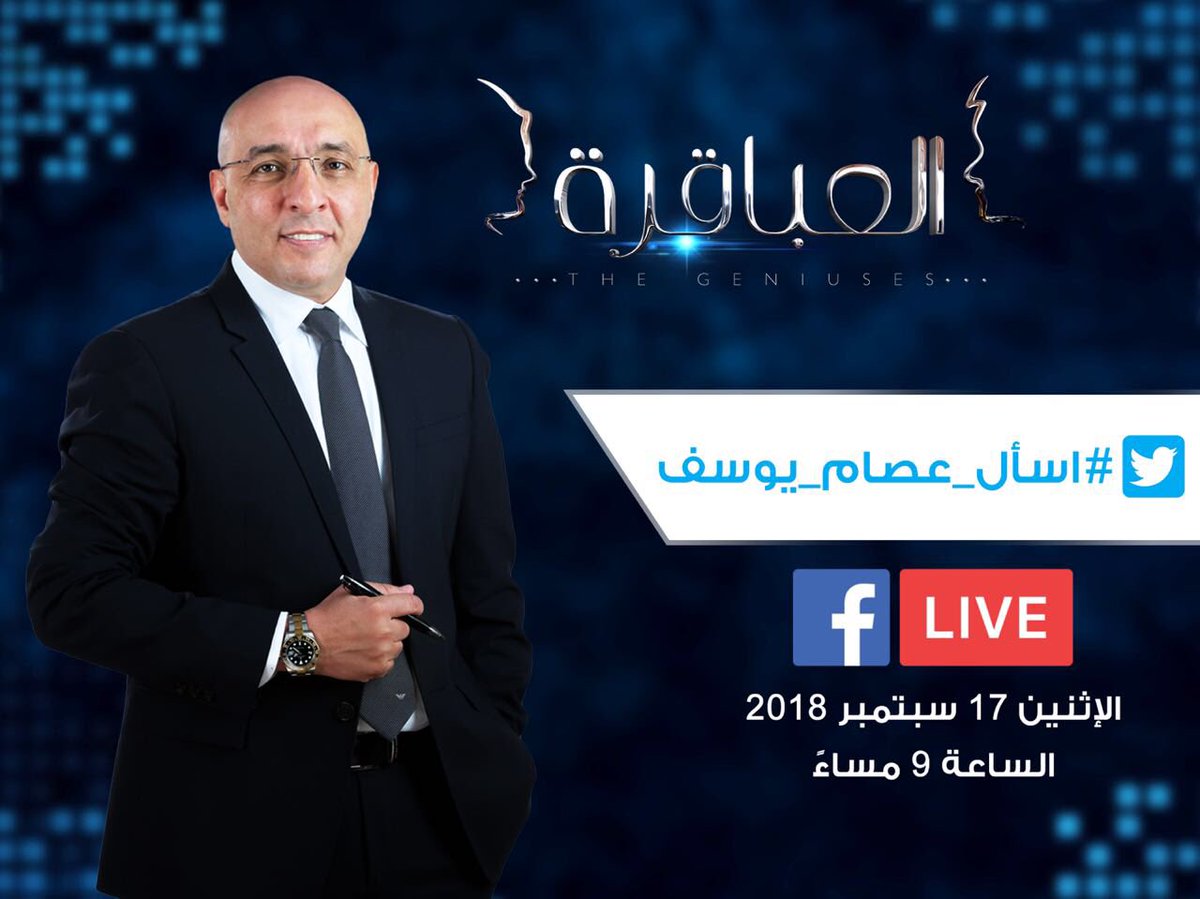 العباقرة
...THE GENIUSES...
#اسأل_عصام_يوسف
f LIVE
الإثنين 17 سبتمبر 2018
الساعة 9 مساءً